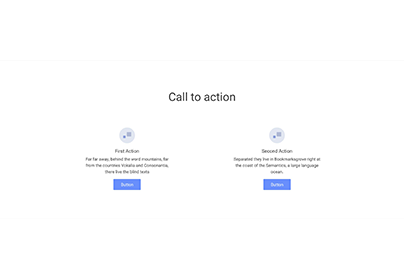 Call to action
First Action
Far far away, behind the word mountains, far
from the countries Vokalia and Consonantia,
there live the blind texts.
Button
Second Action
Separated they live in Bookmarksgrove right at
the coast of the Semantics, a large language
ocean.
Button